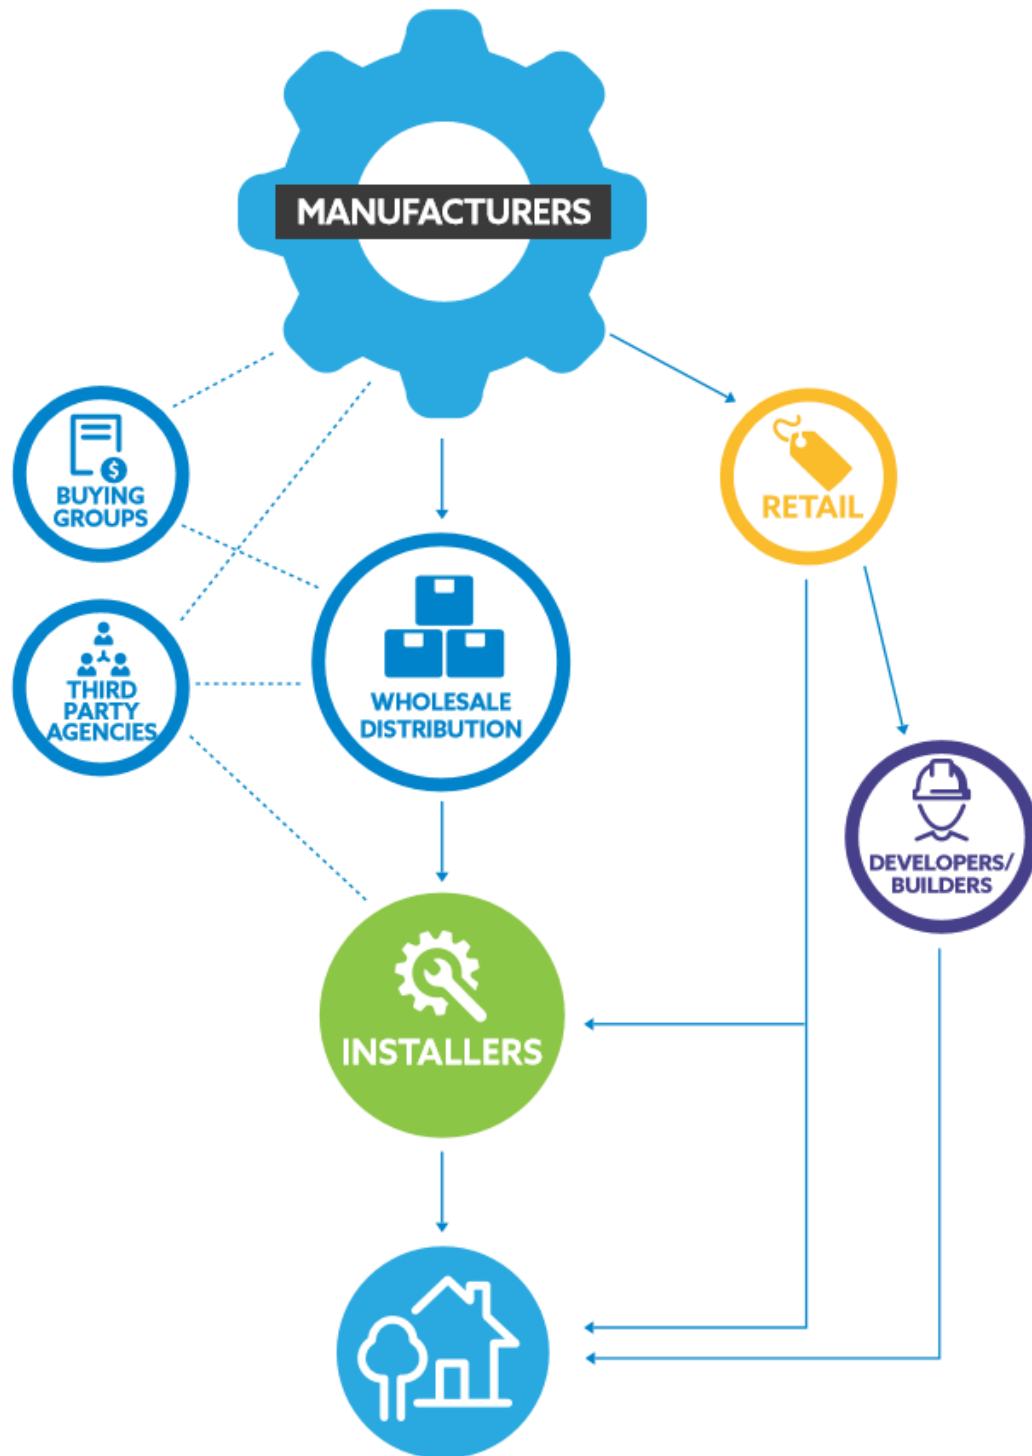 MANUFACTURERS
$
BUYING
GROUPS
RETAIL
THIRD
PARTY
AGENCIES
WHOLESALE
DISTRIBUTION
DEVELOPERS/
BUILDERS
INSTALLERS